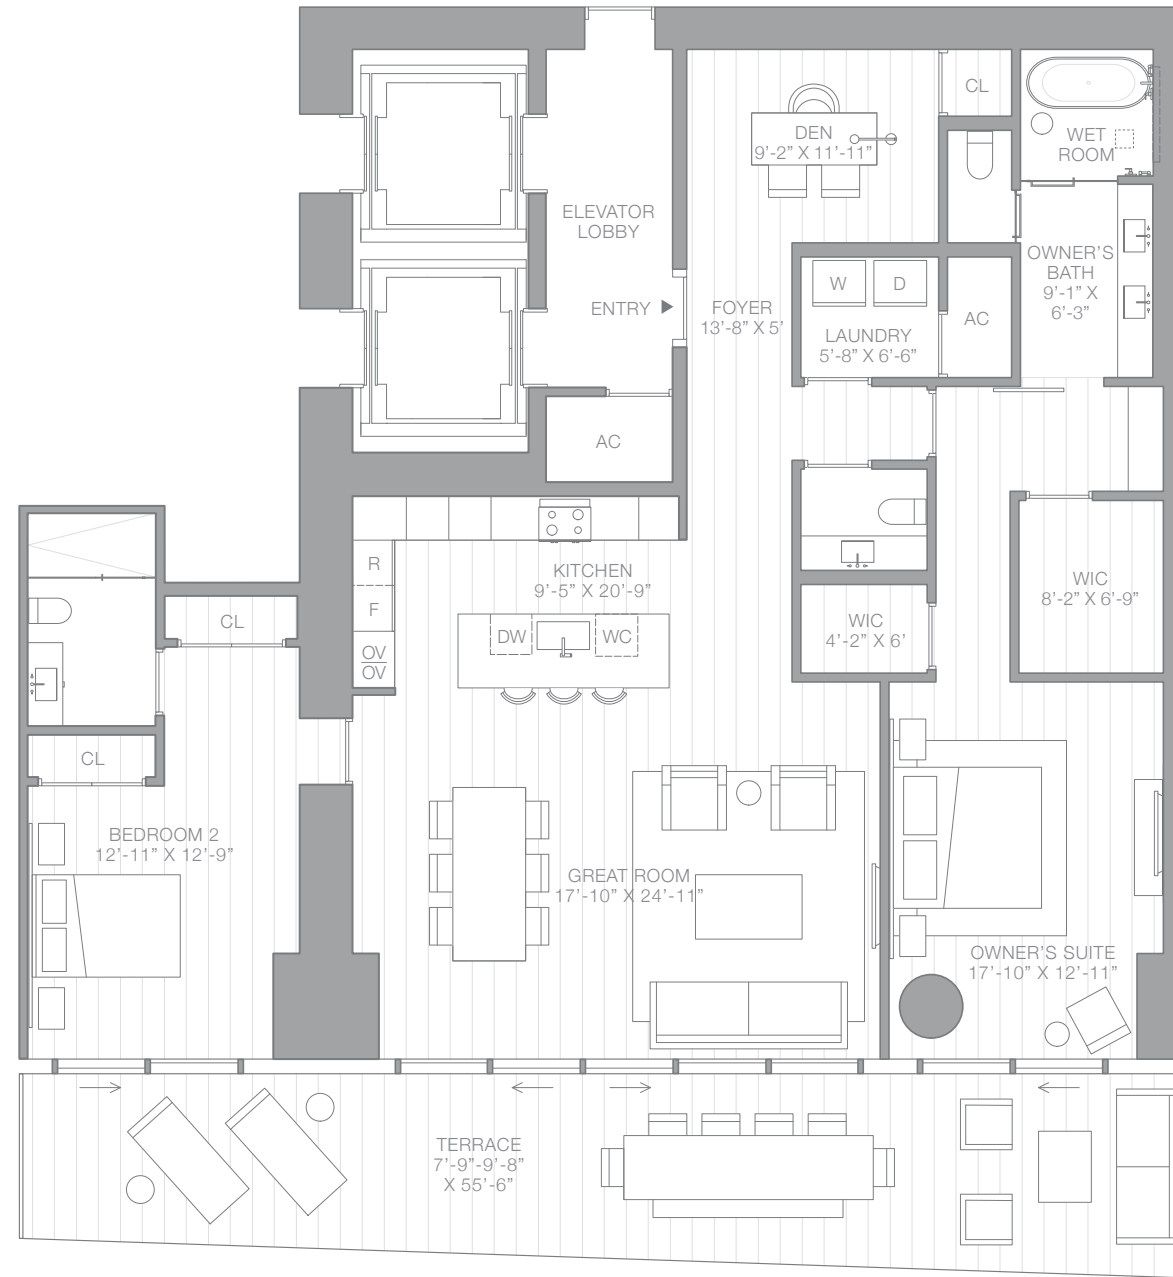 CL
DEN
9'-2" X 11'-11"
WET
ROOM
ELEVATOR
LOBBY
OWNER'S
BATH
9'-1" X
6'-3"
W
D
ENTRY
FOYER
13'-8" X 5'
AC
LAUNDRY
5'-8" X 6'-6"
AC
R
F
OV
OV
KITCHEN
9'-5" X 20'-9"
DW
WC
WIC
8'-2" X 6'-9"
WIC
4'-2" X 6'
CL
CL
BEDROOM 2
12'-11" X 12'-9"
GREAT ROOM
17'-10" X 24'-11"
OWNER'S SUITE
17'-10" X 12'-11"
TERRACE
7'-9"-9'-8"
X 55'-6"